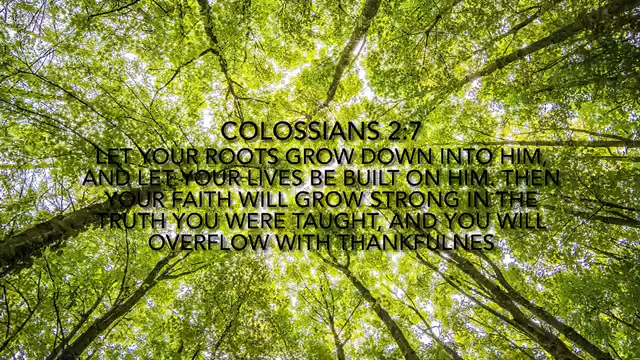 COLOSSIANS 2:7
LET YOUR ROOTS GROW DOWN INTO HIM,
AND LET YOUR LIVES BE BUILT ON HIM. THEN
YOUR FAITH WILL GROW STRONG IN THE
TRUTH YOU WERE TAUGHT, AND YOU WILL
OVERFLOW WITH THANKFULNES